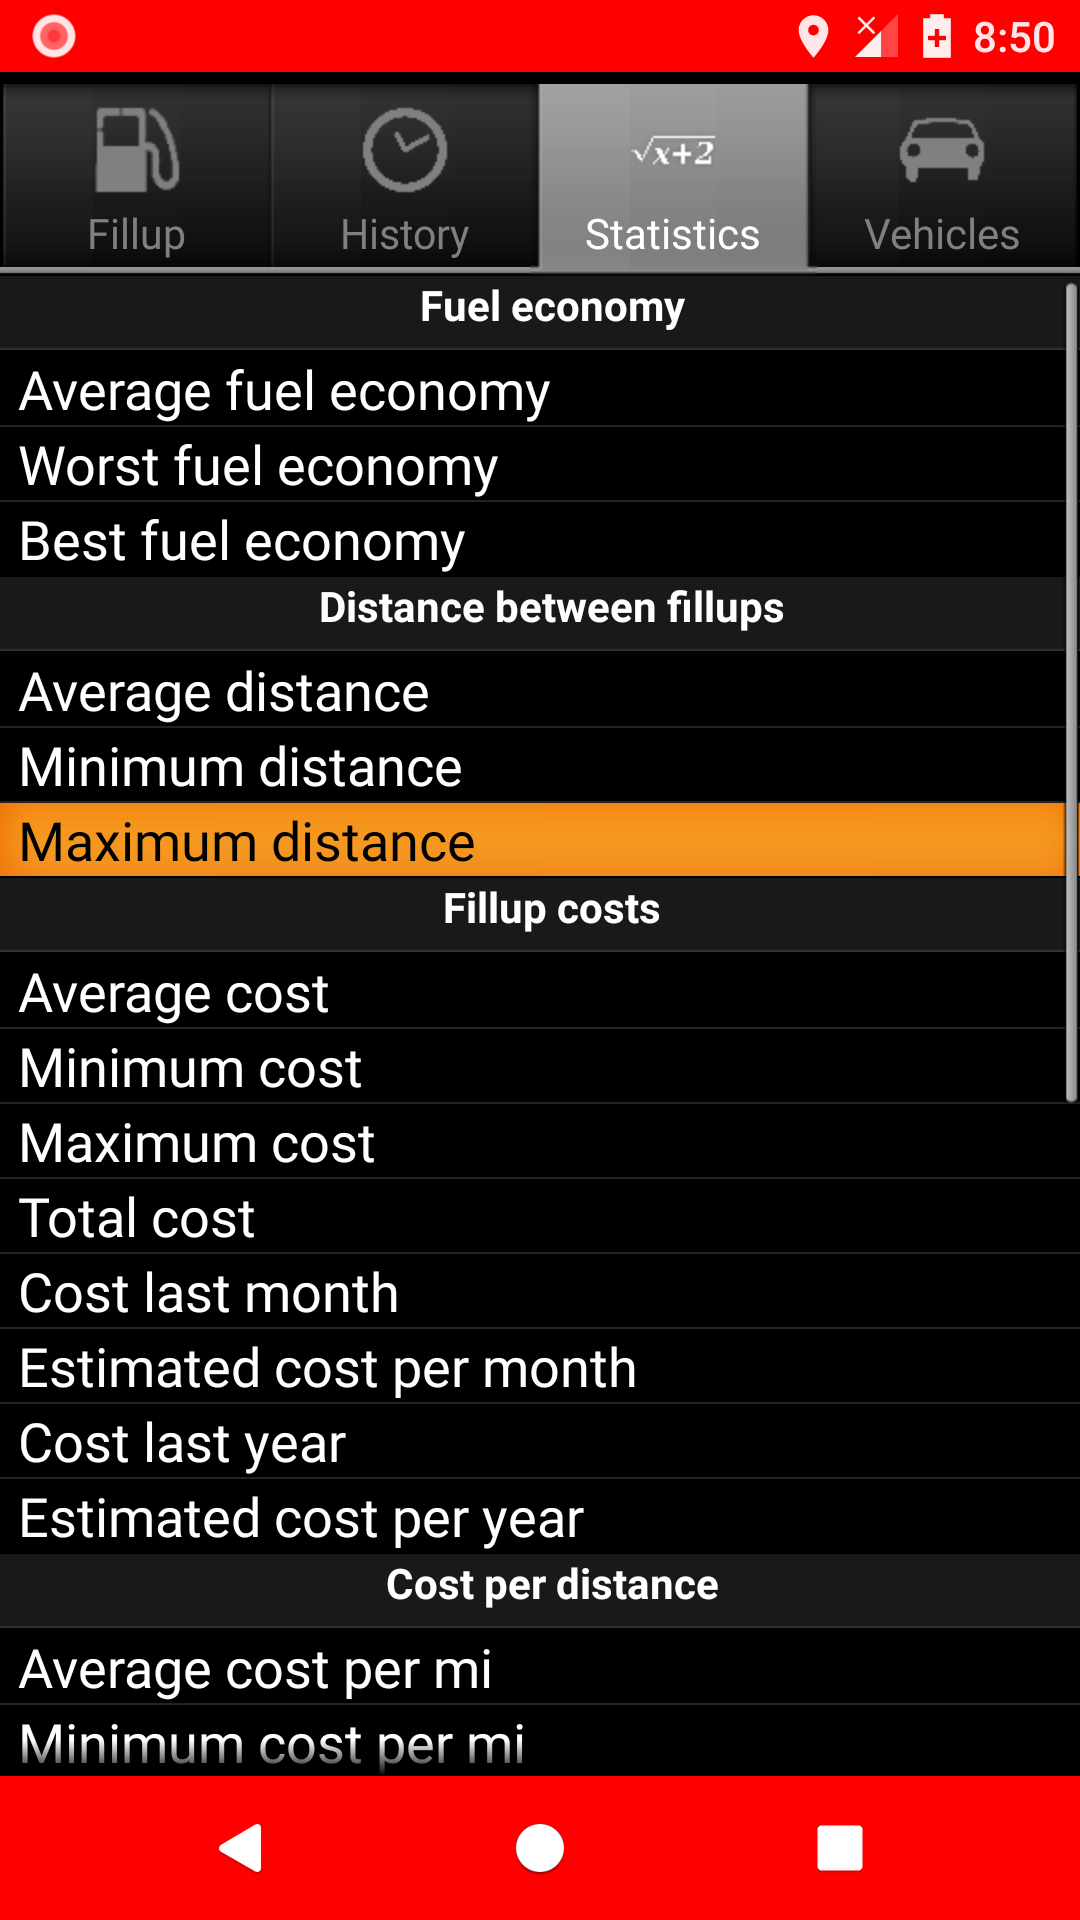 8:50
√x+2
Fillup
History
Statistics
Vehicles
Fuel economy
Average fuel economy
Worst fuel economy
Best fuel economy
Distance between fillups
Average distance
Minimum distance
Maximum distance
Fillup costs
Average cost
Minimum cost
Maximum cost
Total cost
Cost last month
Estimated cost per month
Cost last year
Estimated cost per year
Cost per distance
Average cost per mi
Minimum cost per mi